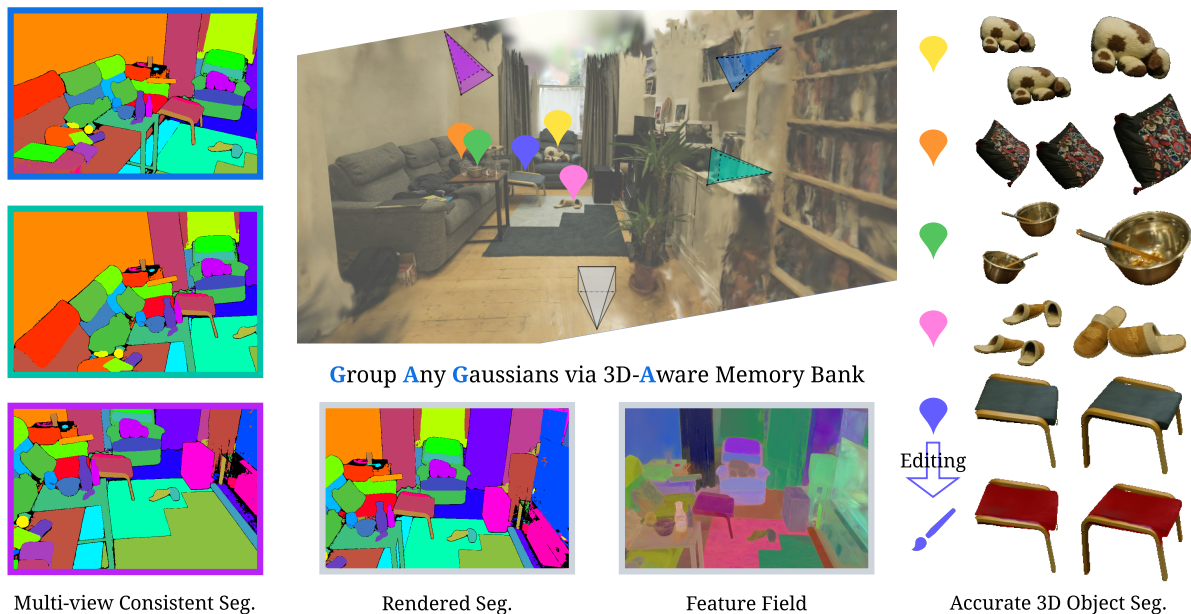 Group Any Gaussians via 3D-Aware Memory Bank
Editing
Multi-view Consistent Seg.
Rendered Seg.
Feature Field
Accurate 3D Object Seg.